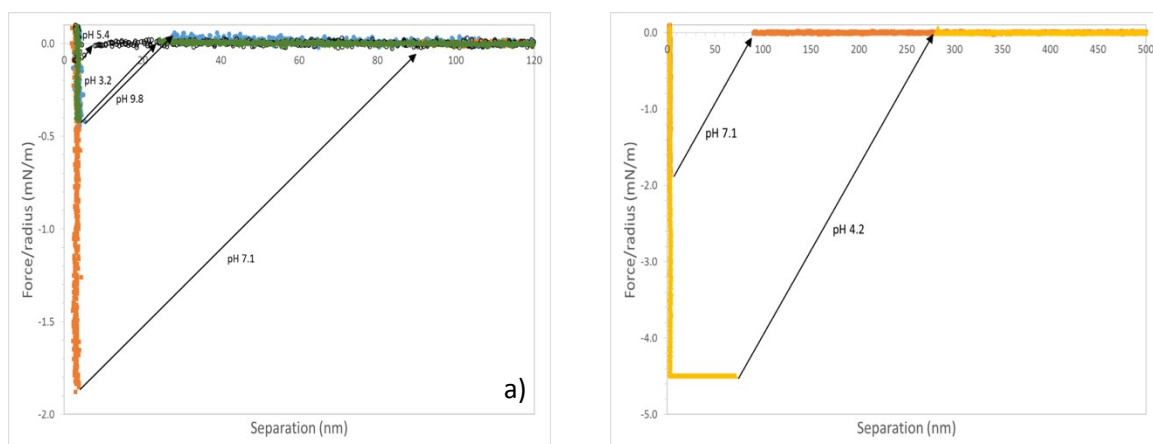 Force/radius (mN/m)
0.0
-0.5
-1.0
-1.5
-2.0
pH 5.4
0 20 40 60 80 100 120
pH 3.2
pH 9.8
pH 7.1
a)
Separation (nm)
Force/radius (mN/m)
0.0
-1.0
-2.0
-3.0
-4.0
-5.0
0 50 100 150 200 250 300 350 400 450 500
pH 7.1
pH 4.2
Separation (nm)